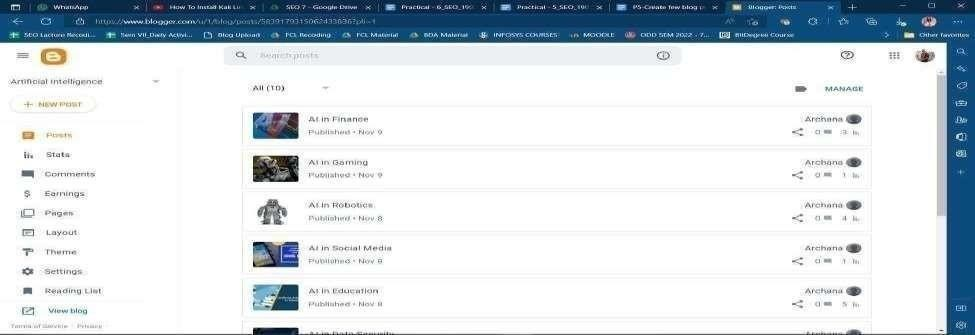 WhatsApp
How To Install Kali Li
SEO 7 - Google Drive
Practical - 6_SEO_190
Practical - 5_SEO_190
P5-Create few blog p
Blogger: Posts
https://www.blogger.com/u/1/blog/posts/5839179315062433836?pli=1
SEO Lecture Recodi...
Sem VII_Daily Activi...
Blog Upload
FCL Recoding
FCL Material
BDA Material
INFOSYS COURSES
MOODLE
ODD SEM 2022 - 7...
BitDegree Course
Other favorites
Search posts
Artificial Intelligence
NEW POST
Posts
Stats
Comments
Earnings
Pages
Layout
Theme
Settings
Reading List
View blog
Terms of Service · Privacy
All (10)
MANAGE
AI in Finance
Archana
Published • Nov 9
0 3
AI in Gaming
Archana
Published • Nov 9
0 1
AI in Robotics
Archana
Published • Nov 8
0 4
AI in Social Media
Archana
Published • Nov 8
0 1
AI in Education
Archana
Published • Nov 8
0 5
AI in Data Security
Archana